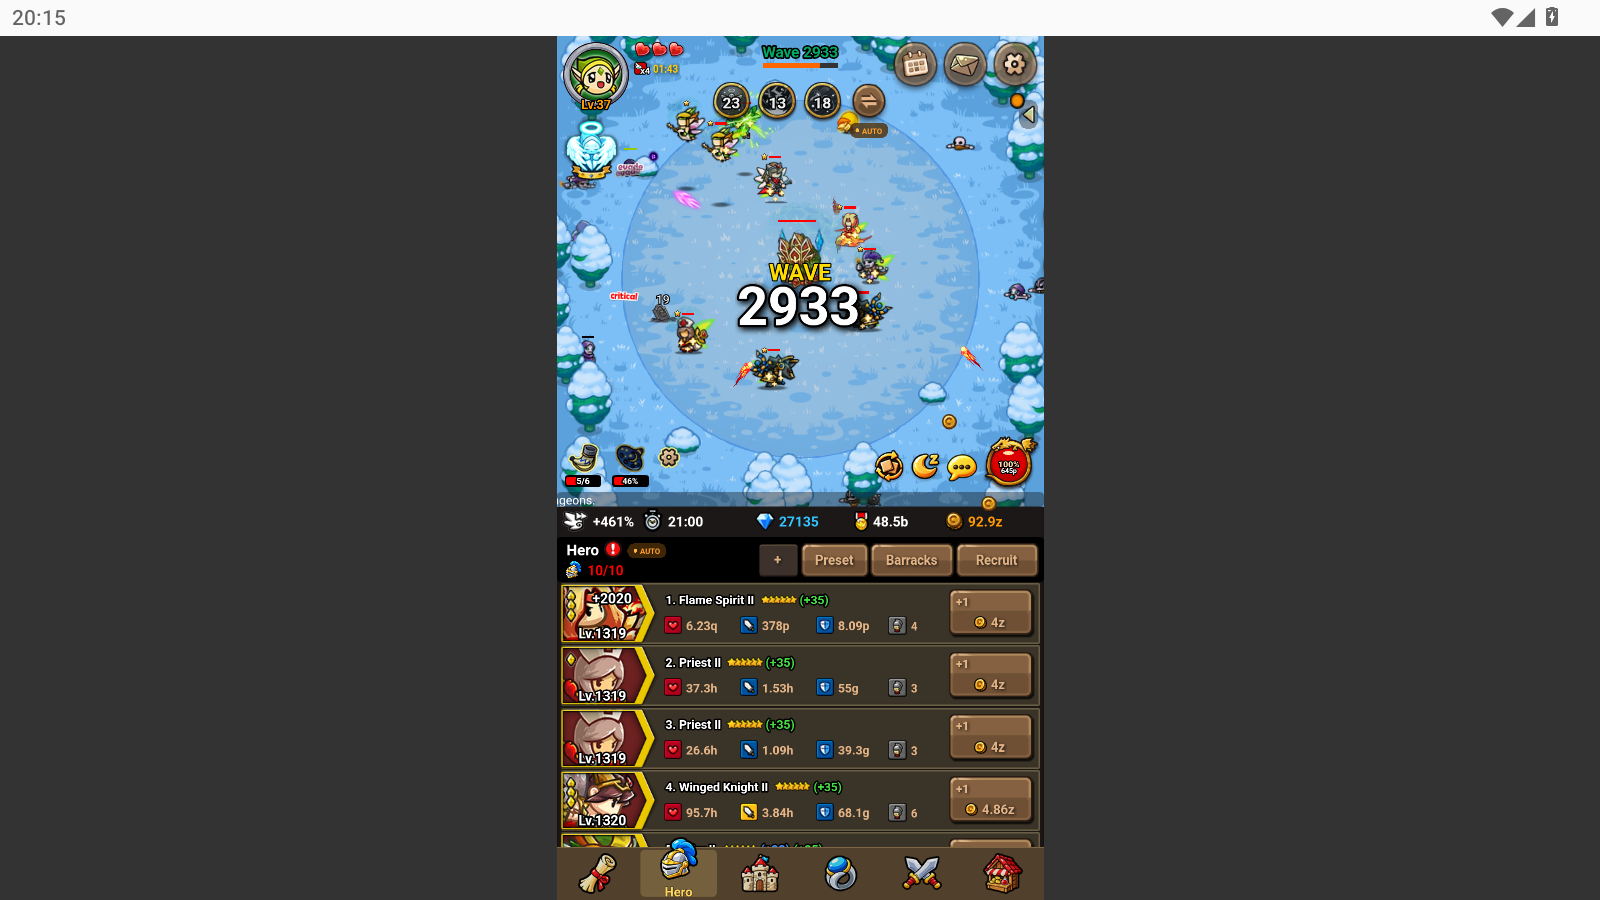 20:15
Wave 2933
x4 01:43
Lv.37
23
13
18
AUTO
evade
critical
19
WAVE
2933
5/6
46%
100%
645p
geons.
+461%
21:00
27135
48.5b
92.9z
Hero
AUTO
10/10
+
Preset
Barracks
Recruit
+2020
Lv.1319
1. Flame Spirit II (+35)
6.23q
378p
8.09p
4
+1
4z
Lv.1319
2. Priest II (+35)
37.3h
1.53h
55g
3
+1
4z
Lv.1319
3. Priest II (+35)
26.6h
1.09h
39.3g
3
+1
4z
Lv.1320
4. Winged Knight II (+35)
95.7h
3.84h
68.1g
6
+1
4.86z
Hero